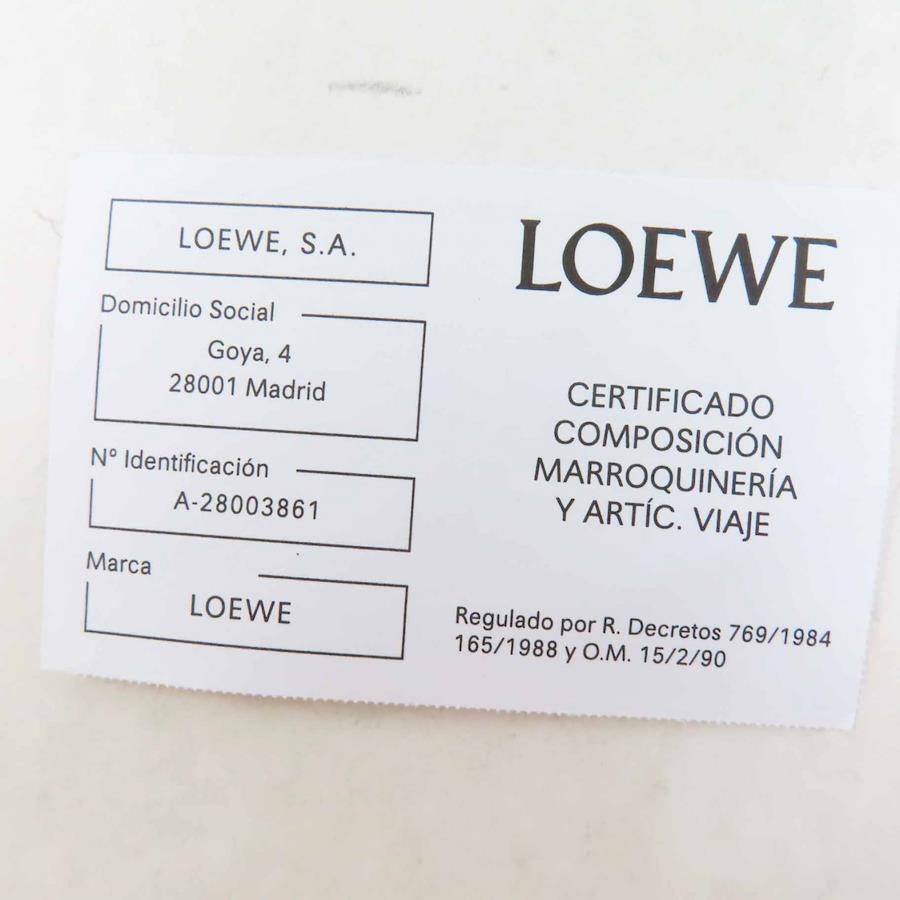 LOEWE, S.A.
Domicilio Social
Goya, 4
28001 Madrid
Nº Identificación
A-28003861
Marca
LOEWE
LOEWE
CERTIFICADO
COMPOSICIÓN
MARROQUINERÍA
Y ARTÍC. VIAJE
Regulado por R. Decretos 769/1984
165/1988 y O.M. 15/2/90